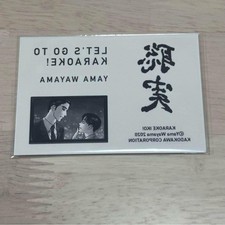 LET'S GO TO
KARAOKE!
YAMA WAYAMA
聡実
KARAOKE IKO!
©Yama Wayama 2020
KADOKAWA CORPORATION